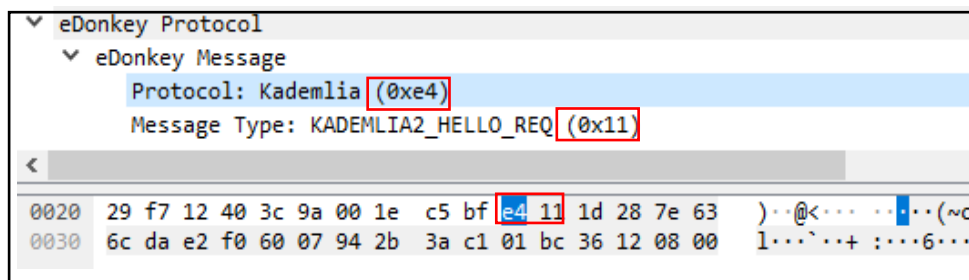 eDonkey Protocol
eDonkey Message
Protocol: Kademlia (0xe4)
Message Type: KADEMLIA2_HELLO_REQ (0x11)
0020 29 f7 12 40 3c 9a 00 1e c5 bf e4 11 1d 28 7e 63 )··@<··· ·····(~c
0030 6c da e2 f0 60 07 94 2b 3a c1 01 bc 36 12 08 00 l···`··+ :···6···